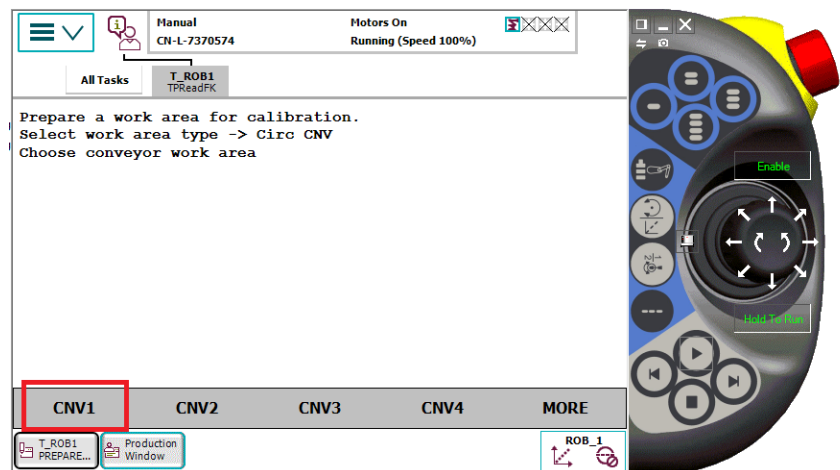 Manual
CN-L-7370574
Motors On
Running (Speed 100%)
All Tasks
T_ROB1
TPReadFK
Prepare a work area for calibration.
Select work area type -> Circ CNV
Choose conveyor work area
Enable
Hold To Run
CNV1 CNV2 CNV3 CNV4 MORE
T_ROB1
PREPARE...
Production
Window
ROB_1
1/2